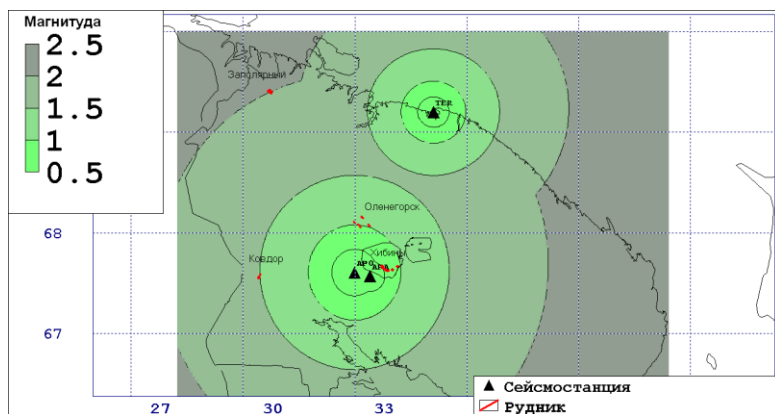 Магнитуда
2.5
2
1.5
1
0.5
Заполярный
TER
Оленегорск
68
Ковдор
Хибины
APO
APA
67
27
30
33
Сейсмостанция
Рудник